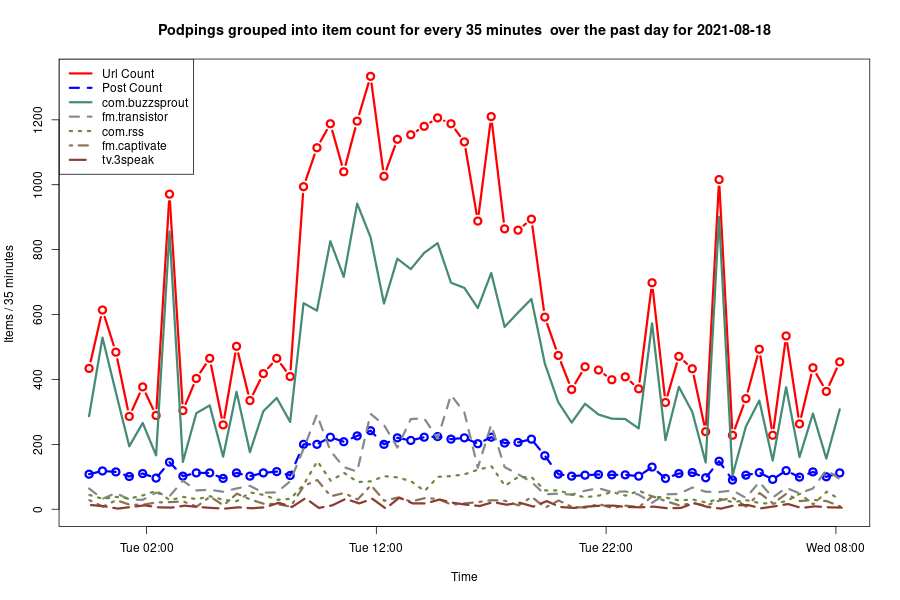 Podpings grouped into item count for every 35 minutes  over the past day for 2021-08-18
Url Count
Post Count
com.buzzsprout
fm.transistor
com.rss
fm.captivate
tv.3speak
Items / 35 minutes
1200
1000
800
600
400
200
0
Tue 02:00
Tue 12:00
Tue 22:00
Wed 08:00
Time